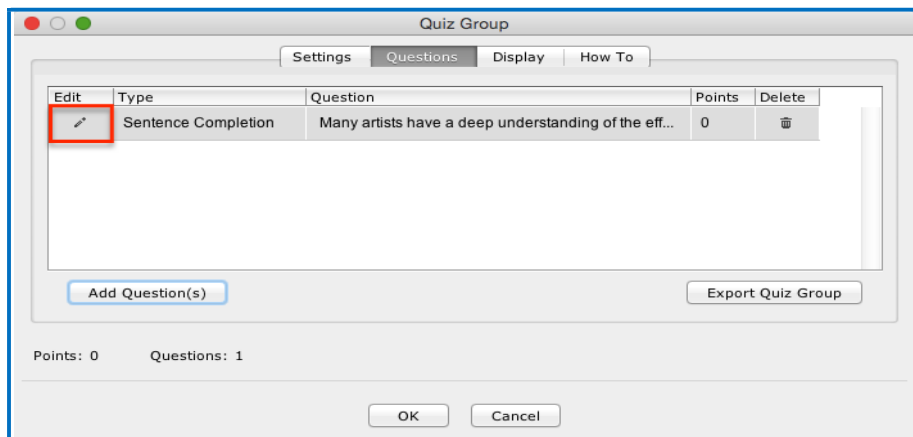 Quiz Group
Settings Questions Display How To
Edit Type Question Points Delete
Sentence Completion Many artists have a deep understanding of the eff... 0
Add Question(s) Export Quiz Group
Points: 0 Questions: 1
OK Cancel